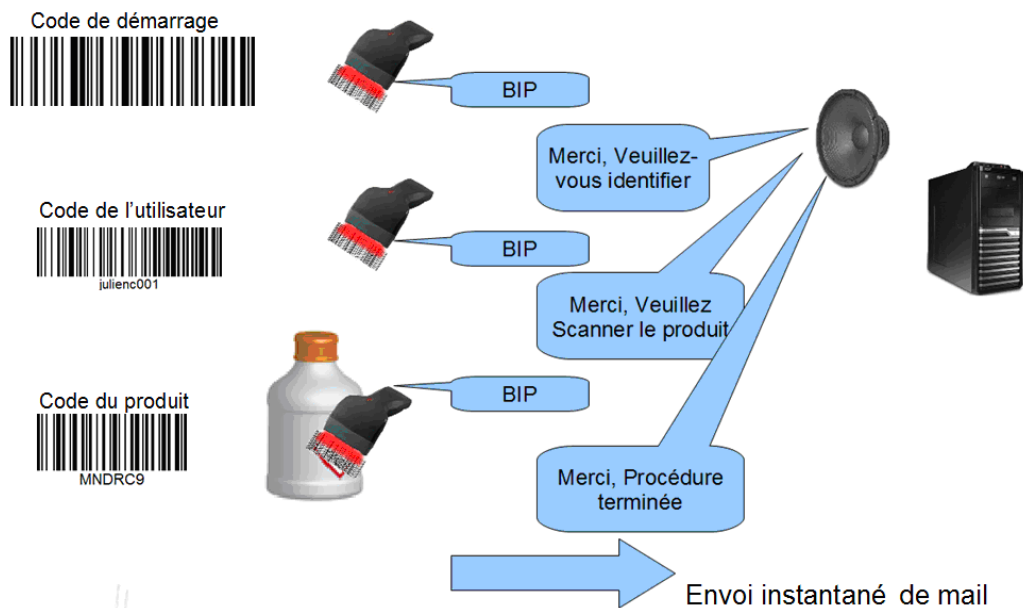 Code de démarrage
BIP
Merci, Veuillez-
vous identifier
Code de l'utilisateur
julienc001
BIP
Merci, Veuillez
Scanner le produit
Code du produit
MNDRC9
BIP
Merci, Procédure
terminée
Envoi instantané de mail